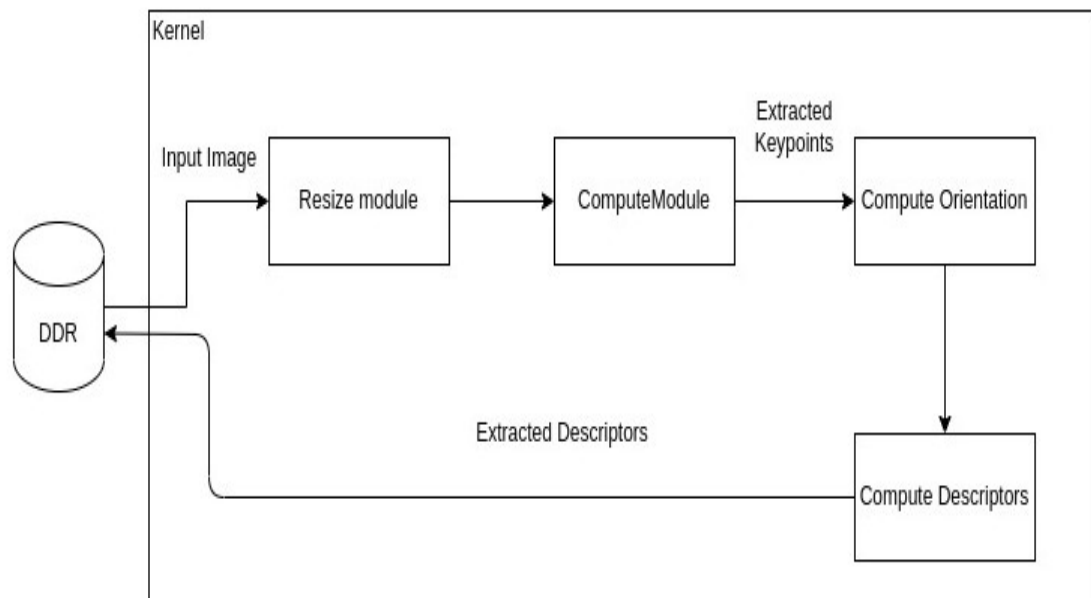 Kernel
Extracted
Keypoints
Input Image
Resize module
ComputeModule
Compute Orientation
DDR
Extracted Descriptors
Compute Descriptors